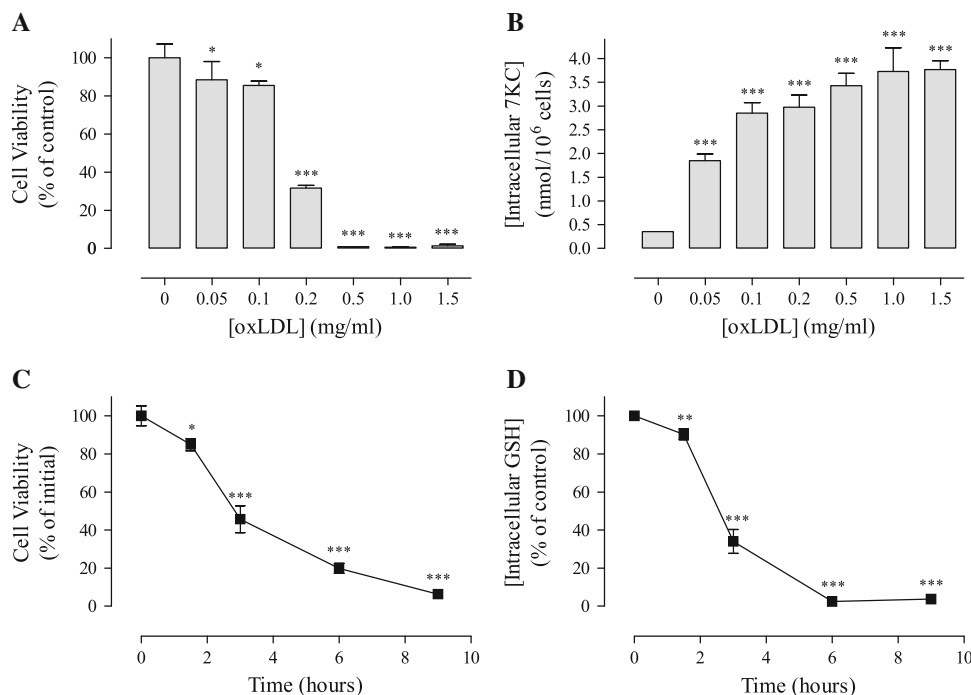 A
Cell Viability
(% of control)
100
80
60
40
20
0
*
*
***
***
***
***
0 0.05 0.1 0.2 0.5 1.0 1.5
[oxLDL] (mg/ml)
B
[Intracellular 7KC]
(nmol/10^6 cells)
4.0
3.5
3.0
2.5
2.0
1.5
0.5
0.0
***
***
***
***
***
***
0 0.05 0.1 0.2 0.5 1.0 1.5
[oxLDL] (mg/ml)
C
Cell Viability
(% of initial)
100
80
60
40
20
0
*
***
***
***
0 2 4 6 8 10
Time (hours)
D
[Intracellular GSH]
(% of control)
100
80
60
40
20
0
**
***
***
***
0 2 4 6 8 10
Time (hours)